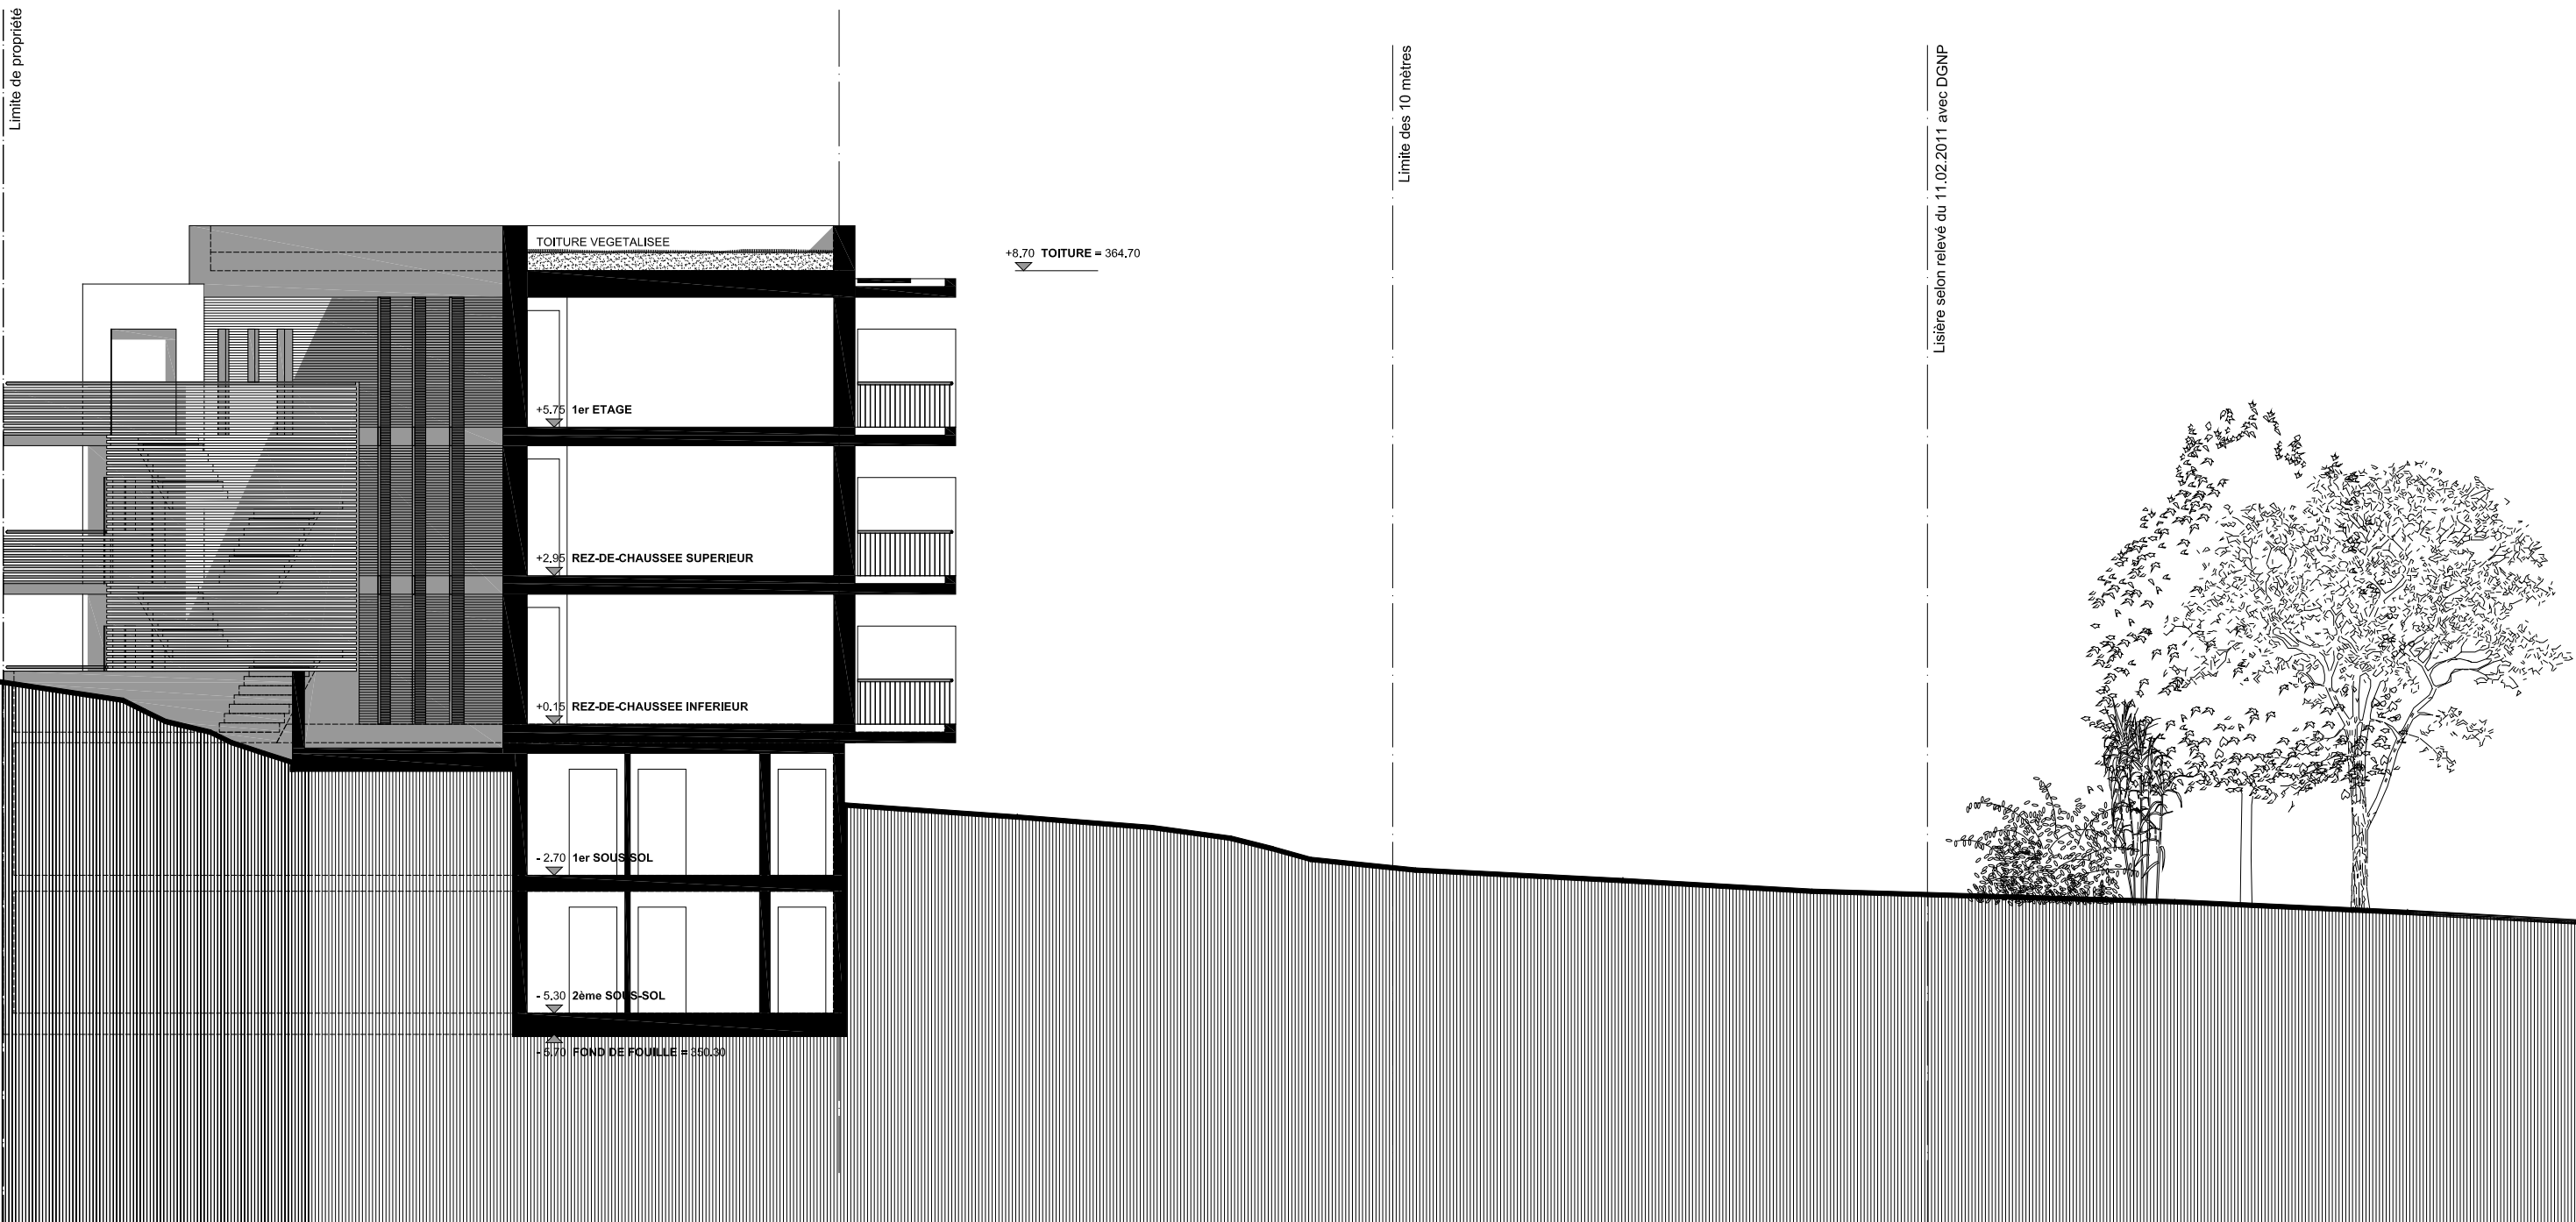 Limite de propriété
Limite des 10 mètres
Lisière selon relevé du 11.02.2011 avec DGNP
TOITURE VEGETALISEE
+8.70 TOITURE = 364.70
+5.75 1er ETAGE
+2.95 REZ-DE-CHAUSSEE SUPERIEUR
+0.15 REZ-DE-CHAUSSEE INFERIEUR
- 2.70 1er SOUS-SOL
- 5.30 2ème SOUS-SOL
- 5.70 FOND DE FOUILLE = 350.30